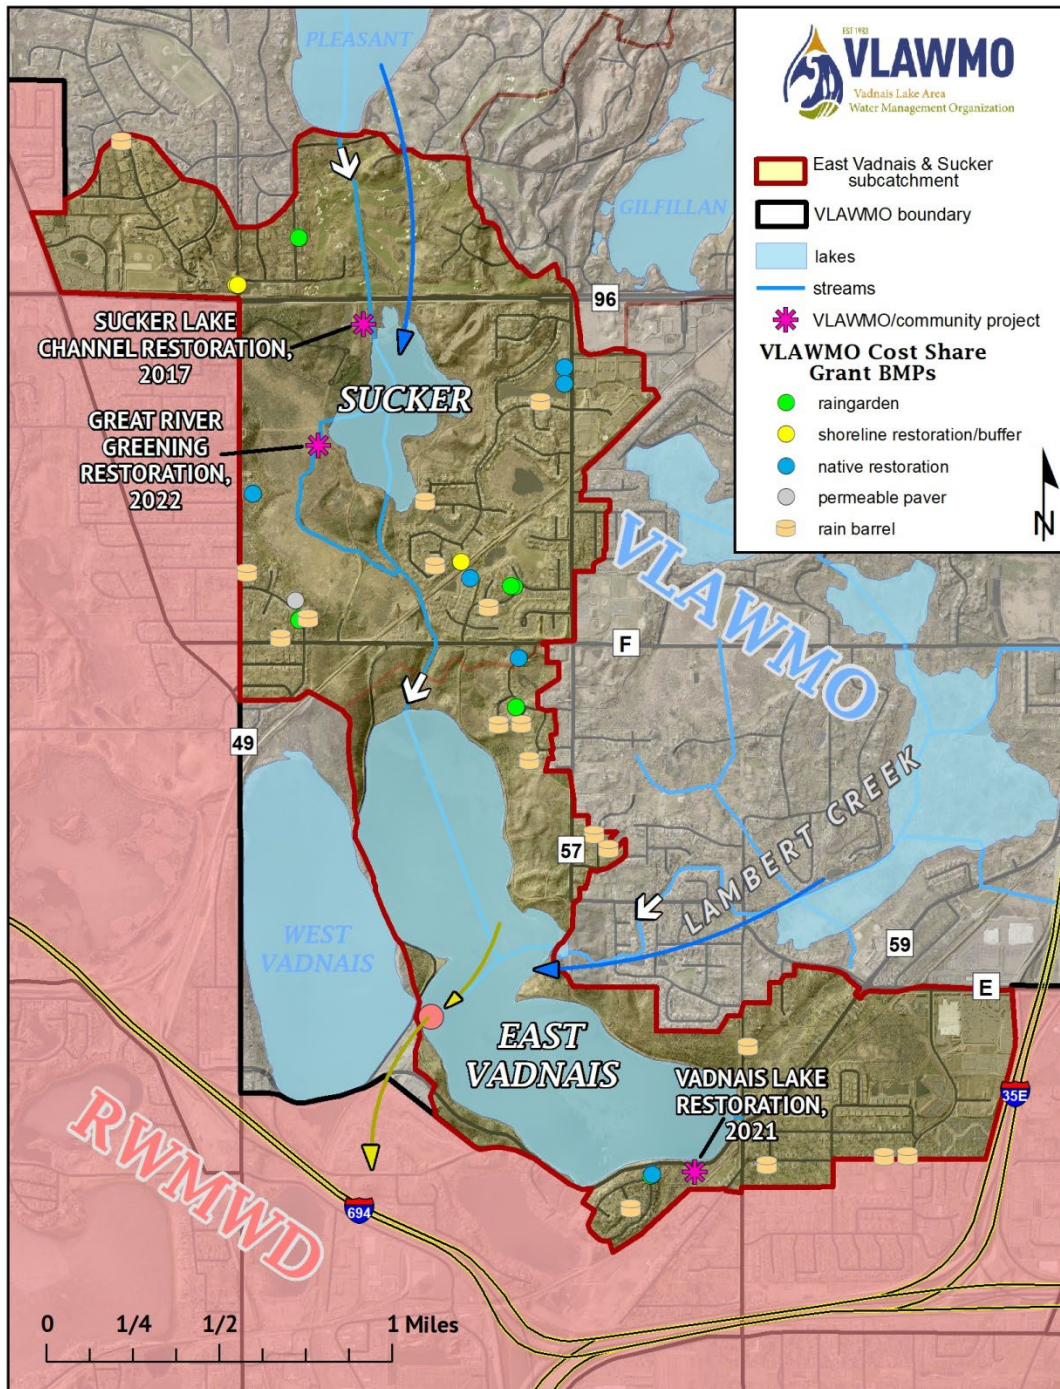 PLEASANT
EST 1983
VLAWMO
Vadnais Lake Area
Water Management Organization
East Vadnais & Sucker
subcatchment
VLAWMO boundary
lakes
streams
VLAWMO/community project
VLAWMO Cost Share
Grant BMPs
raingarden
shoreline restoration/buffer
native restoration
permeable paver
rain barrel
N
GILFILLAN
96
SUCKER LAKE
CHANNEL RESTORATION,
2017
SUCKER
GREAT RIVER
GREENING
RESTORATION,
2022
VLAWMO
F
49
57
LAMBERT CREEK
59
WEST
VADNAIS
E
EAST
VADNAIS
VADNAIS LAKE
RESTORATION,
2021
35E
RWMWD
694
0 1/4 1/2 1 Miles